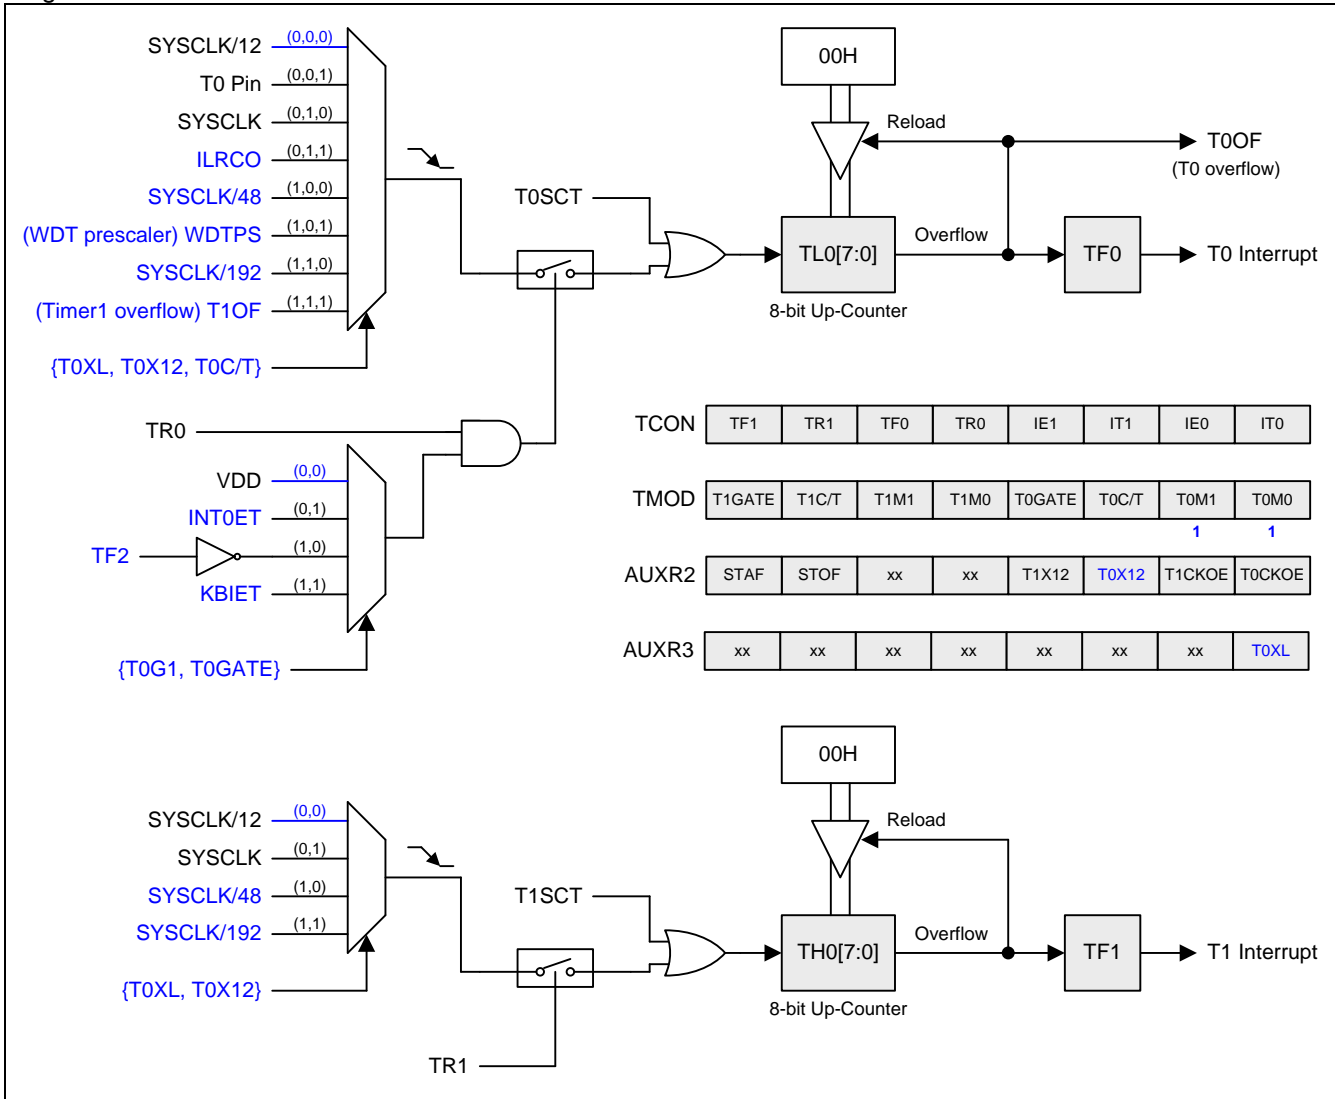 SYSCLK/12 (0,0,0)
T0 Pin (0,0,1)
SYSCLK (0,1,0)
ILRCO (0,1,1)
SYSCLK/48 (1,0,0)
(WDT prescaler) WDTPS (1,0,1)
SYSCLK/192 (1,1,0)
(Timer1 overflow) T1OF (1,1,1)
{T0XL, T0X12, T0C/T}
TR0
VDD (0,0)
INT0ET (0,1)
TF2 (1,0)
KBIET (1,1)
{T0G1, T0GATE}
T0SCT
00H
Reload
TL0[7:0]
8-bit Up-Counter
Overflow
T0OF
(T0 overflow)
TF0
T0 Interrupt
TCON TF1 TR1 TF0 TR0 IE1 IT1 IE0 IT0
TMOD T1GATE T1C/T T1M1 T1M0 T0GATE T0C/T T0M1 T0M0
1 1
AUXR2 STAF STOF xx xx T1X12 T0X12 T1CKOE T0CKOE
AUXR3 xx xx xx xx xx xx xx T0XL
SYSCLK/12 (0,0)
SYSCLK (0,1)
SYSCLK/48 (1,0)
SYSCLK/192 (1,1)
{T0XL, T0X12}
T1SCT
TR1
00H
Reload
TH0[7:0]
8-bit Up-Counter
Overflow
TF1
T1 Interrupt